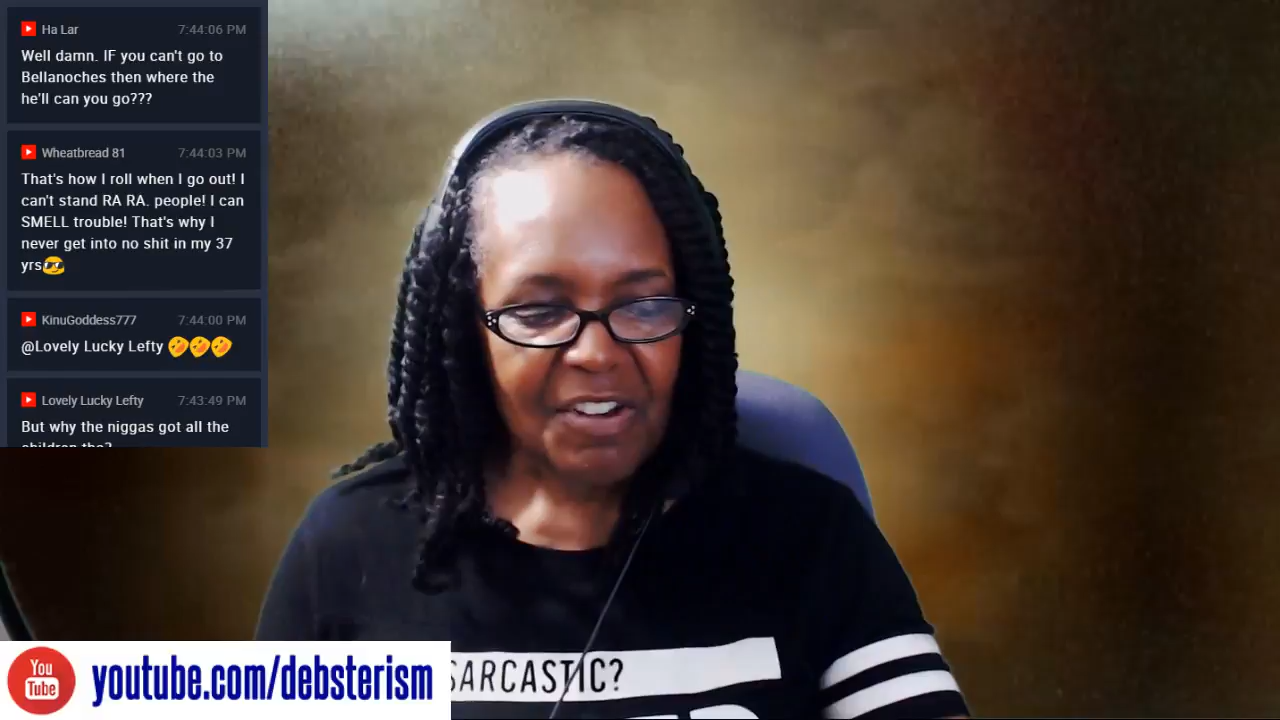 Ha Lar 7:44:06 PM
Well damn. IF you can't go to
Bellanoches then where the
he'll can you go???
Wheatbread 81 7:44:03 PM
That's how I roll when I go out! I
can't stand RA RA. people! I can
SMELL trouble! That's why I
never get into no shit in my 37
yrs😎
KinuGoddess777 7:44:00 PM
@Lovely Lucky Lefty 🤣🤣🤣
Lovely Lucky Lefty 7:43:49 PM
But why the niggas got all the
children tho?
SARCASTIC?
You
Tube
youtube.com/debsterism